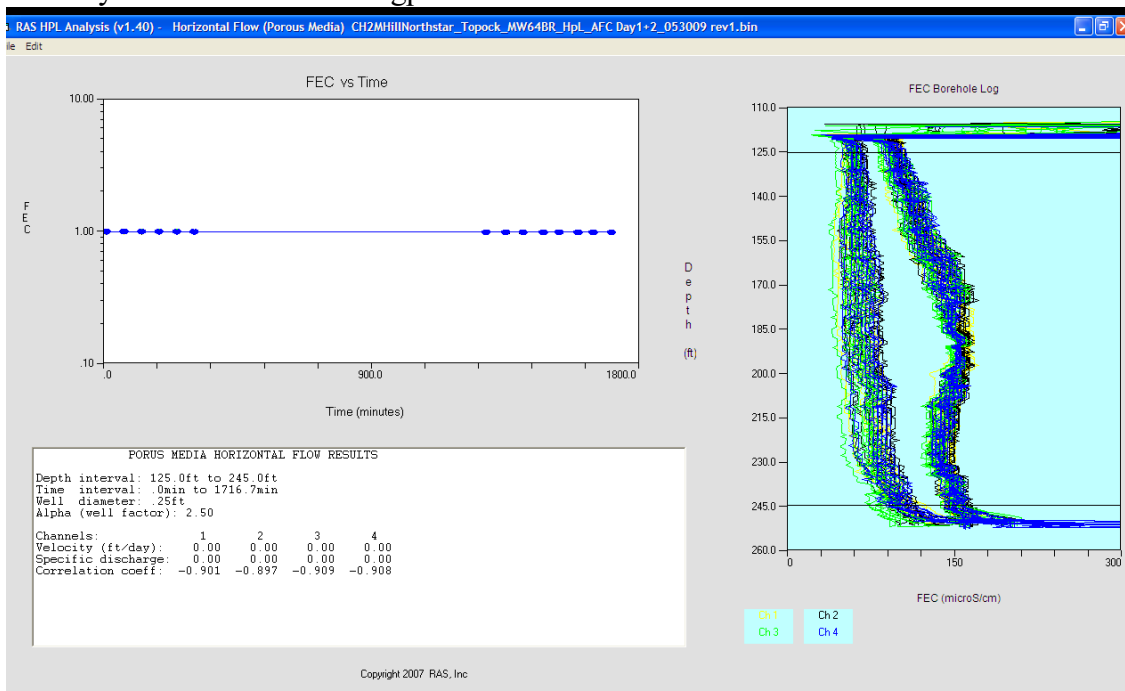 RAS HPL Analysis (v1.40) - Horizontal Flow (Porous Media) CH2MHillNorthstar_Topock_MW64BR_HpL_AFC Day1+2_053009 rev1.bin
ile Edit
FEC vs Time
10.00
1.00
.10
F
E
C
.0 900.0 1800.0
Time (minutes)
PORUS MEDIA HORIZONTAL FLOW RESULTS
Depth interval: 125.0ft to 245.0ft
Time interval: .0min to 1716.7min
Well diameter: .25ft
Alpha (well factor): 2.50
Channels: 1 2 3 4
Velocity (ft/day): 0.00 0.00 0.00 0.00
Specific discharge: 0.00 0.00 0.00 0.00
Correlation coeff: -0.901 -0.897 -0.909 -0.908
FEC Borehole Log
D
e
p
t
h
(ft)
110.0
125.0
140.0
155.0
170.0
185.0
200.0
215.0
230.0
245.0
260.0
0 150 300
FEC (microS/cm)
Ch 1 Ch 2
Ch 3 Ch 4
Copyright 2007 RAS, Inc